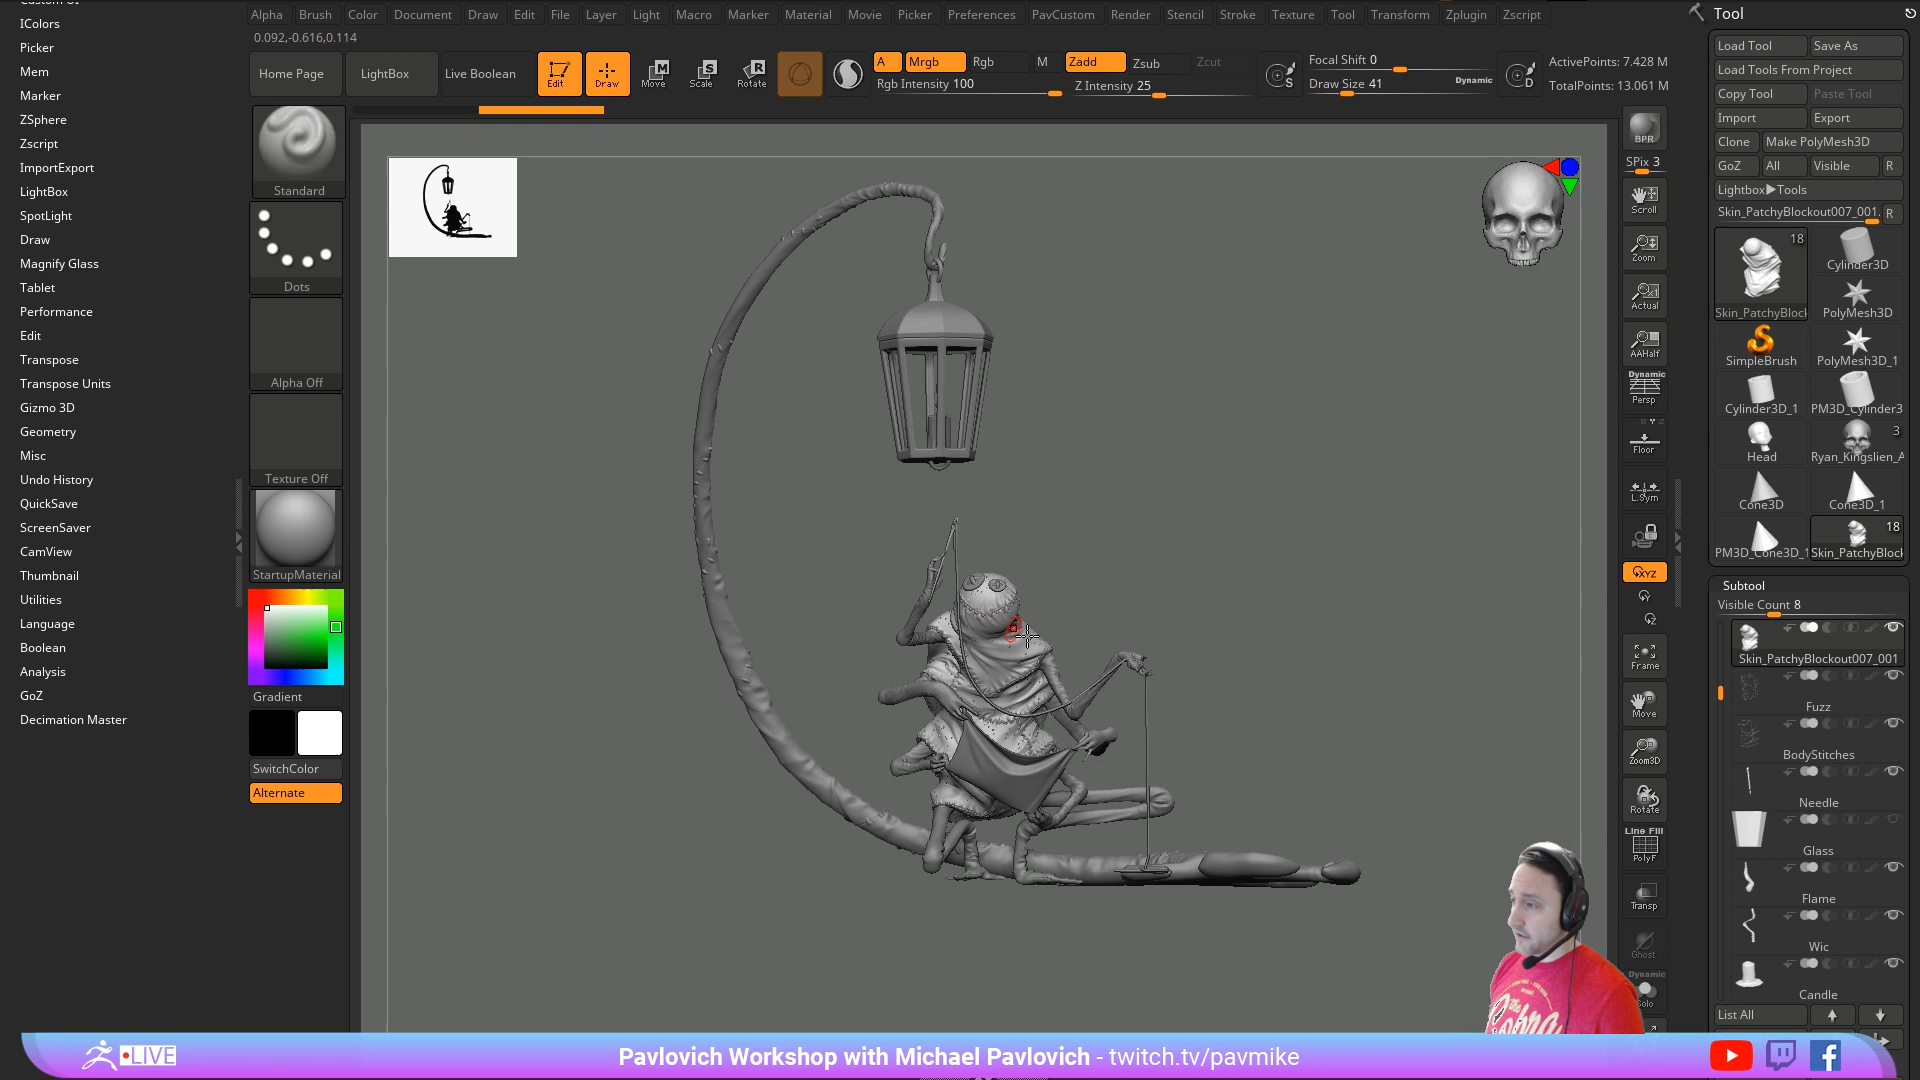 IColors
Picker
Mem
Marker
ZSphere
Zscript
ImportExport
LightBox
SpotLight
Draw
Magnify Glass
Tablet
Performance
Edit
Transpose
Transpose Units
Gizmo 3D
Geometry
Misc
Undo History
QuickSave
ScreenSaver
CamView
Thumbnail
Utilities
Language
Boolean
Analysis
GoZ
Decimation Master
Alpha Brush Color Document Draw Edit File Layer Light Macro Marker Material Movie Picker Preferences PavCustom Render Stencil Stroke Texture Tool Transform Zplugin Zscript
0.092,-0.616,0.114
Home Page LightBox Live Boolean Edit Draw Move Scale Rotate
M S R
A Mrgb Rgb M Zadd Zsub Zcut
Rgb Intensity 100 Z Intensity 25
S Focal Shift 0
Draw Size 41 Dynamic
D ActivePoints: 7.428 M
TotalPoints: 13.061 M
Standard
Dots
Alpha Off
Texture Off
StartupMaterial
Gradient
SwitchColor
Alternate
BPR
SPix 3
Scroll
Zoom
Actual
AAHalf
Dynamic
Persp
Floor
L.Sym
XYZ
Frame
Move
Zoom3D
Rotate
Line Fill
PolyF
Transp
Ghost
Dynamic
Solo
Tool
Load Tool Save As
Load Tools From Project
Copy Tool Paste Tool
Import Export
Clone Make PolyMesh3D
GoZ All Visible R
Lightbox▶Tools
Skin_PatchyBlockout007_001. R
18
Skin_PatchyBlock Cylinder3D
PolyMesh3D
SimpleBrush PolyMesh3D_1
Cylinder3D_1 PM3D_Cylinder3
3
Head Ryan_Kingslien_A
Cone3D Cone3D_1
18
PM3D_Cone3D_1 Skin_PatchyBlock
Subtool
Visible Count 8
Skin_PatchyBlockout007_001
Fuzz
BodyStitches
Needle
Glass
Flame
Wic
Candle
List All
LIVE
Pavlovich Workshop with Michael Pavlovich - twitch.tv/pavmike